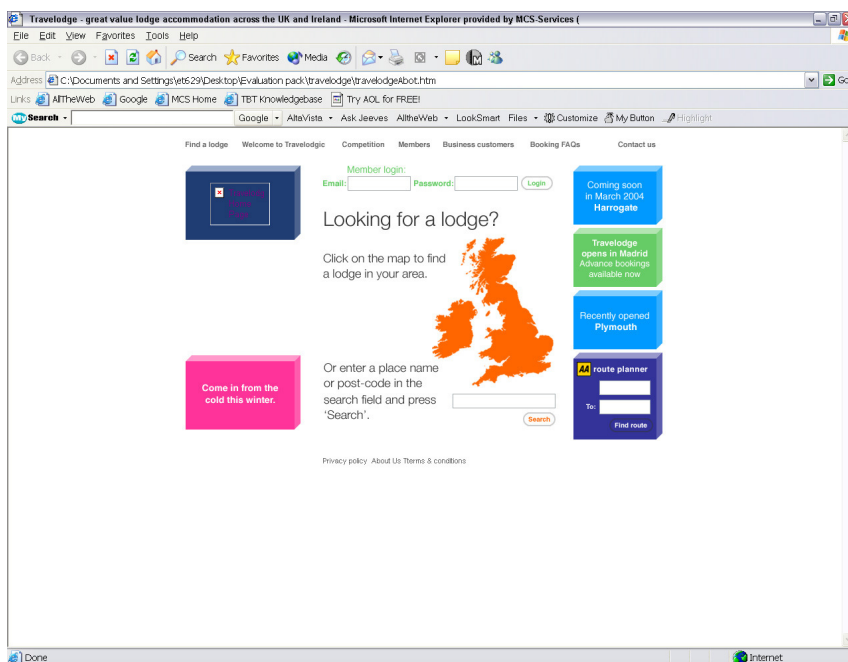 Travelodge - great value lodge accommodation across the UK and Ireland - Microsoft Internet Explorer provided by MCS-Services (
File Edit View Favorites Tools Help
Back Search Favorites Media
Address C:\Documents and Settings\et629\Desktop\Evaluation pack\travelodge\travelodgeAbot.htm Go
Links AllTheWeb Google MCS Home TBT Knowledgebase Try AOL for FREE!
My Search Google AltaVista Ask Jeeves AlltheWeb LookSmart Files Customize My Button Highlight
Find a lodge Welcome to Travelodgic Competition Members Business customers Booking FAQs Contact us
Member login:
Email: Password: Login
Looking for a lodge?
Click on the map to find
a lodge in your area.
Coming soon
in March 2004
Harrogate
Travelodge
opens in Madrid
Advance bookings
available now
Recently opened
Plymouth
Come in from the
cold this winter.
Or enter a place name
or post-code in the
search field and press
'Search'.
Search
AA route planner
To:
Find route
Privacy policy About Us Tterms & conditions
Done Internet